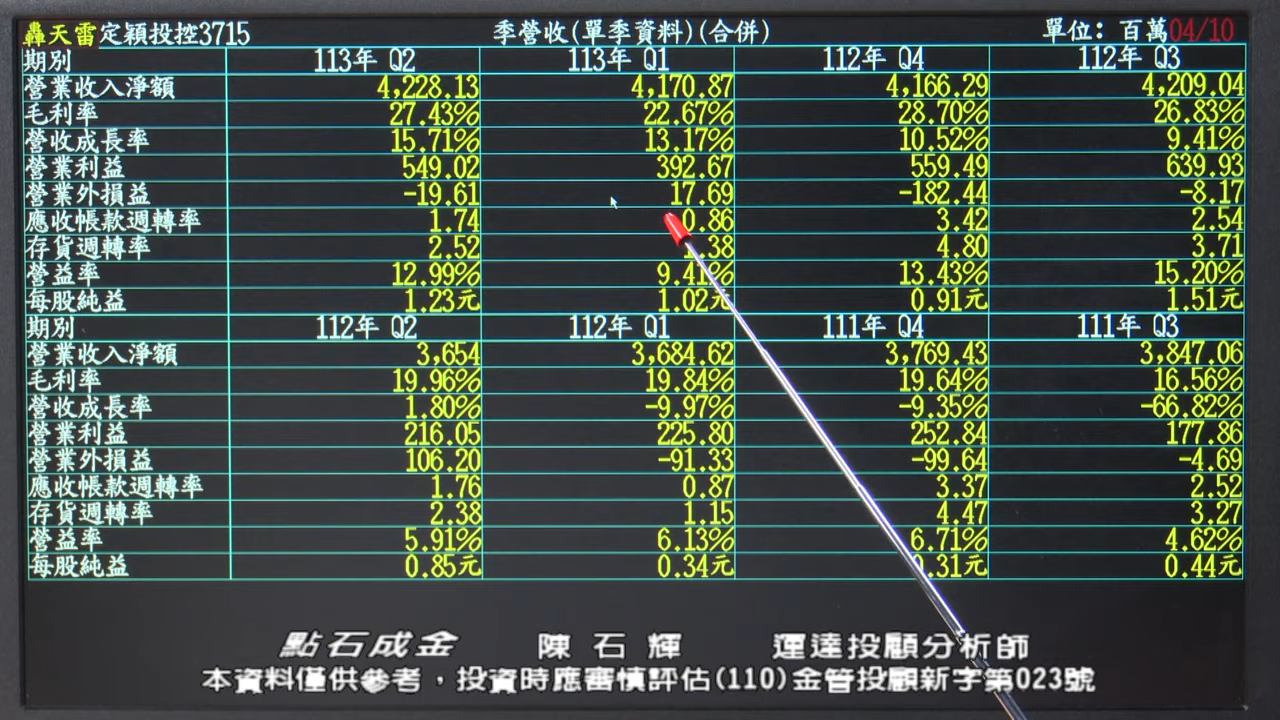 轟天雷定穎投控3715 季營收(單季資料)(合併) 單位: 百萬04/10
期別 113年 Q2 113年 Q1 112年 Q4 112年 Q3
營業收入淨額 4,228.13 4,170.87 4,166.29 4,209.04
毛利率 27.43% 22.67% 28.70% 26.83%
營收成長率 15.71% 13.17% 10.52% 9.41%
營業利益 549.02 392.67 559.49 639.93
營業外損益 -19.61 17.69 -182.44 -8.17
應收帳款週轉率 1.74 0.86 3.42 2.54
存貨週轉率 2.52 .38 4.80 3.71
營益率 12.99% 9.41% 13.43% 15.20%
每股純益 1.23元 1.02元 0.91元 1.51元
期別 112年 Q2 112年 Q1 111年 Q4 111年 Q3
營業收入淨額 3,654 3,684.62 3,769.43 3,847.06
毛利率 19.96% 19.84% 19.64% 16.56%
營收成長率 1.80% -9.97% -9.35% -66.82%
營業利益 216.05 225.80 252.84 177.86
營業外損益 106.20 -91.33 -99.64 -4.69
應收帳款週轉率 1.76 0.87 3.37 2.52
存貨週轉率 2.38 1.15 4.47 3.27
營益率 5.91% 6.13% 6.71% 4.62%
每股純益 0.85元 0.34元 0.31元 0.44元
點石成金 陳石輝 運達投顧分析師
本資料僅供參考，投資時應審慎評估(110)金管投顧新字第023號